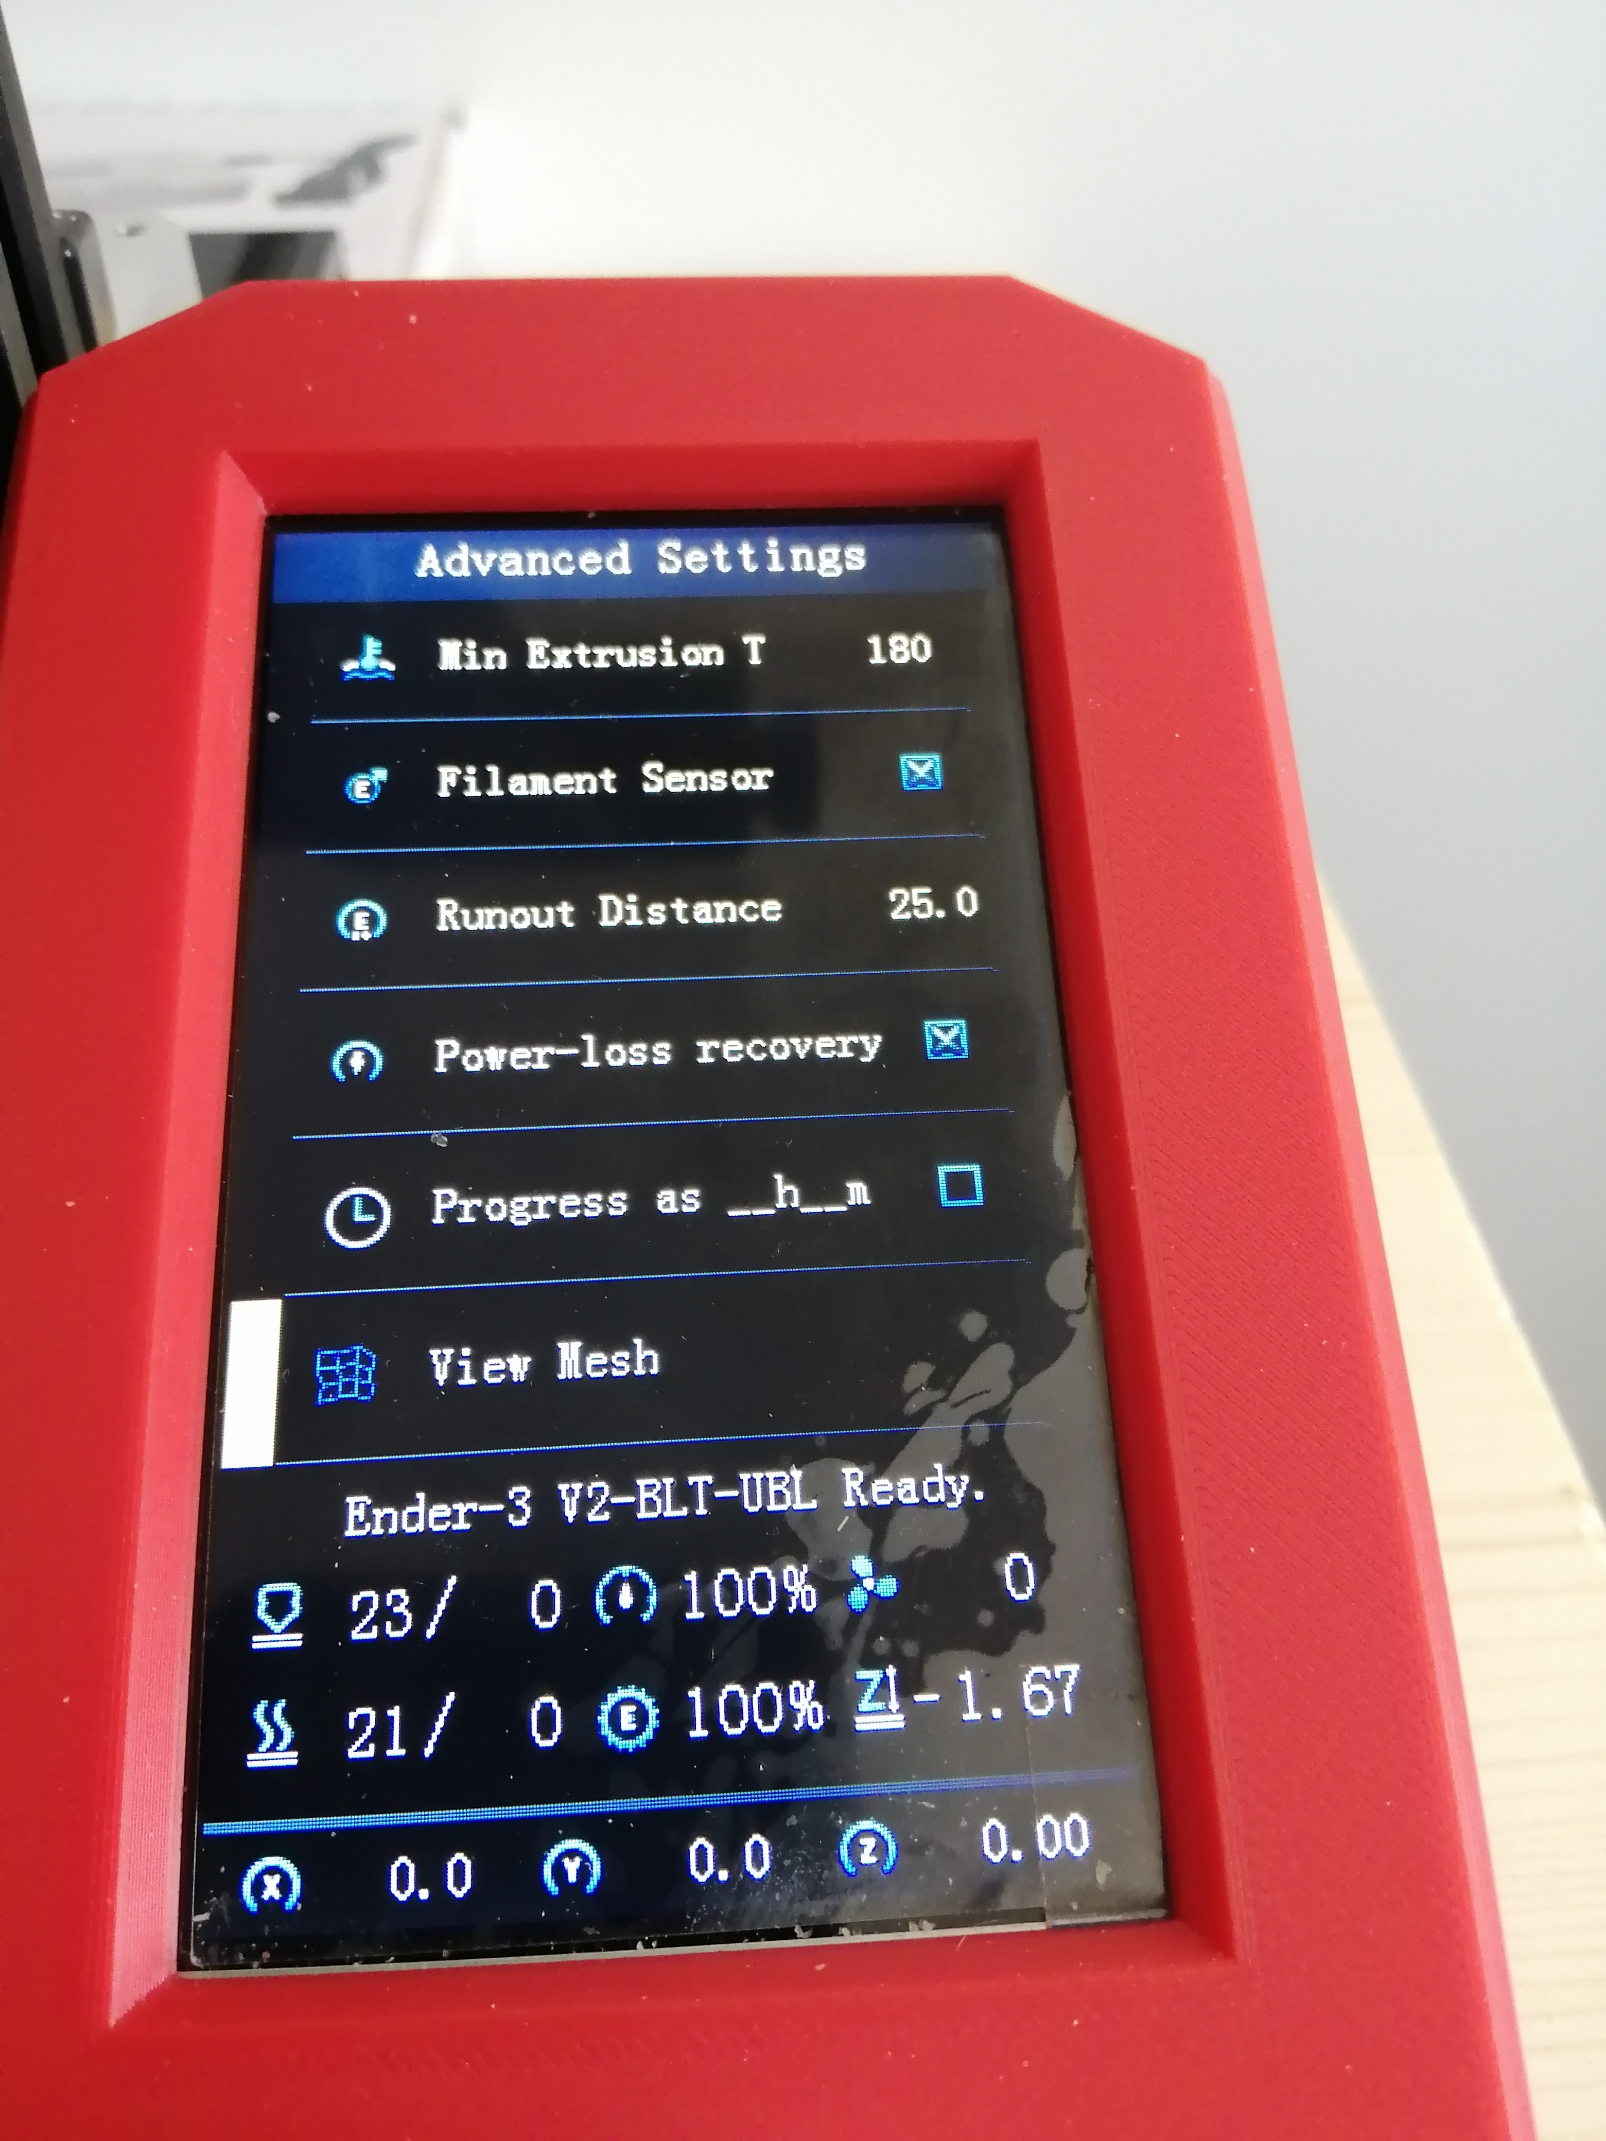 Advanced Settings
Min Extrusion T 180
E Filament Sensor
E Runout Distance 25.0
Power-loss recovery
Progress as __h__m
View Mesh
Ender-3 V2-BLT-UBL Ready.
23/ 0 100% 0
21/ 0 E 100% Z -1.67
X 0.0 Y 0.0 Z 0.00